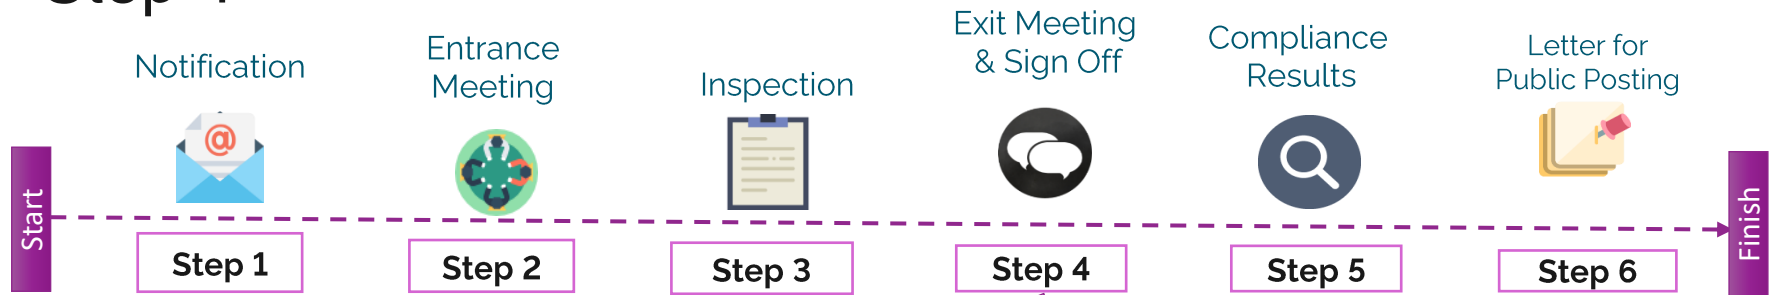 Notification
Entrance
Meeting
Inspection
Exit Meeting
& Sign Off
Compliance
Results
Letter for
Public Posting
@
Start
Finish
Step 1
Step 2
Step 3
Step 4
Step 5
Step 6